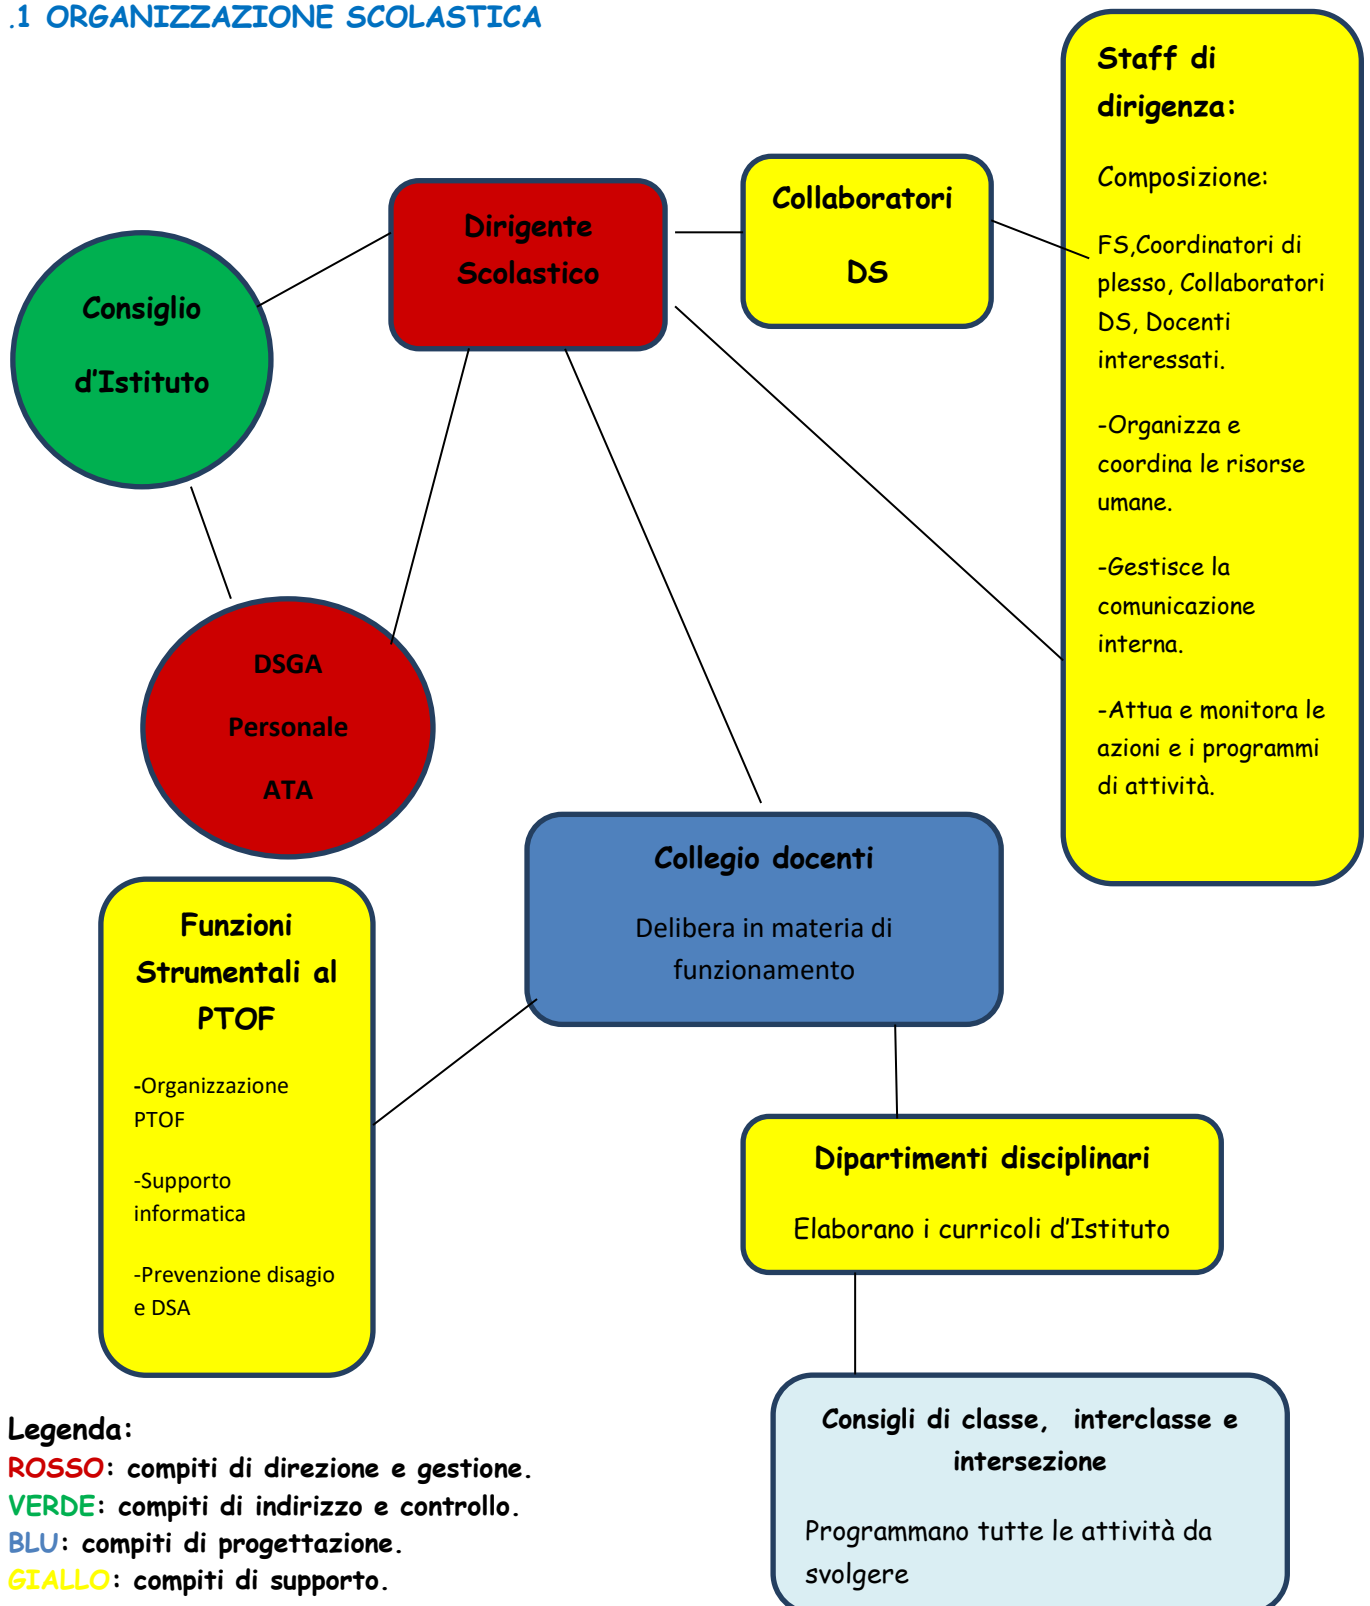 .1 ORGANIZZAZIONE SCOLASTICA
Staff di
dirigenza:
Composizione:
FS,Coordinatori di
plesso, Collaboratori
DS, Docenti
interessati.
-Organizza e
coordina le risorse
umane.
-Gestisce la
comunicazione
interna.
-Attua e monitora le
azioni e i programmi
di attività.
Collaboratori
DS
Dirigente
Scolastico
Consiglio
d'Istituto
DSGA
Personale
ATA
Collegio docenti
Delibera in materia di
funzionamento
Funzioni
Strumentali al
PTOF
-Organizzazione
PTOF
-Supporto
informatica
-Prevenzione disagio
e DSA
Dipartimenti disciplinari
Elaborano i curricoli d'Istituto
Consigli di classe, interclasse e
intersezione
Programmano tutte le attività da
svolgere
Legenda:
ROSSO: compiti di direzione e gestione.
VERDE: compiti di indirizzo e controllo.
BLU: compiti di progettazione.
GIALLO: compiti di supporto.